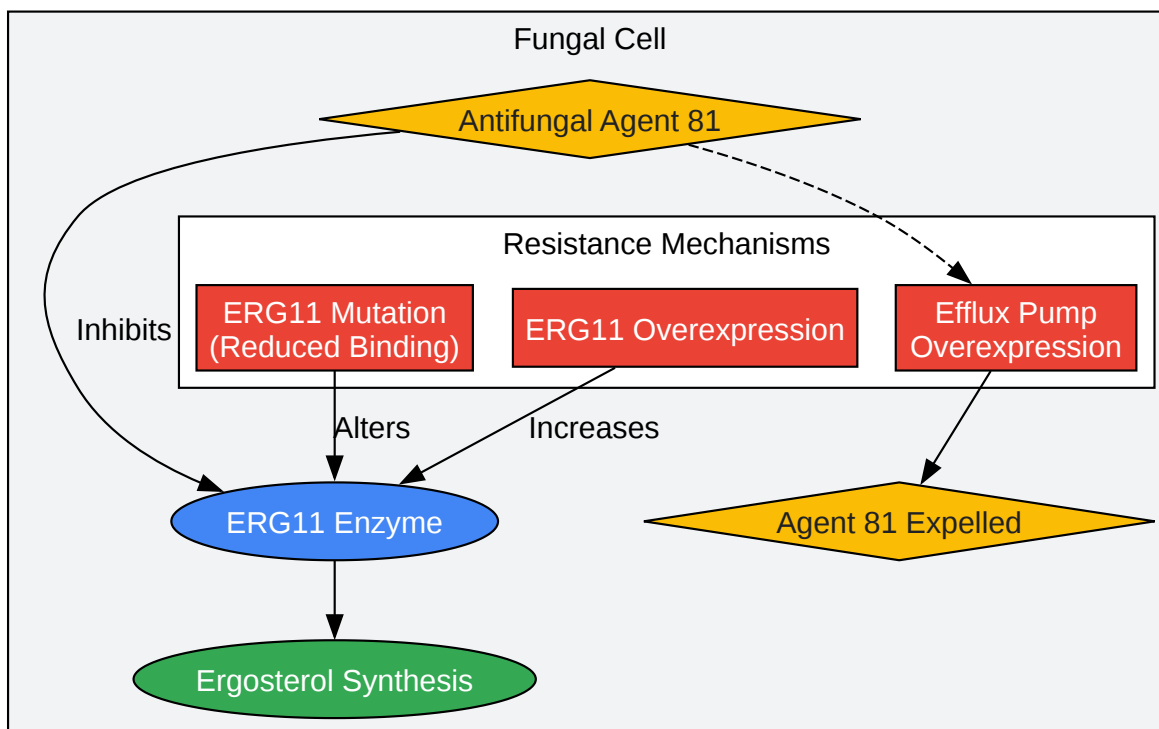 Fungal Cell
Antifungal Agent 81
Resistance Mechanisms
ERG11 Mutation
(Reduced Binding)
ERG11 Overexpression
Efflux Pump
Overexpression
Inhibits
Alters
Increases
ERG11 Enzyme
Agent 81 Expelled
Ergosterol Synthesis